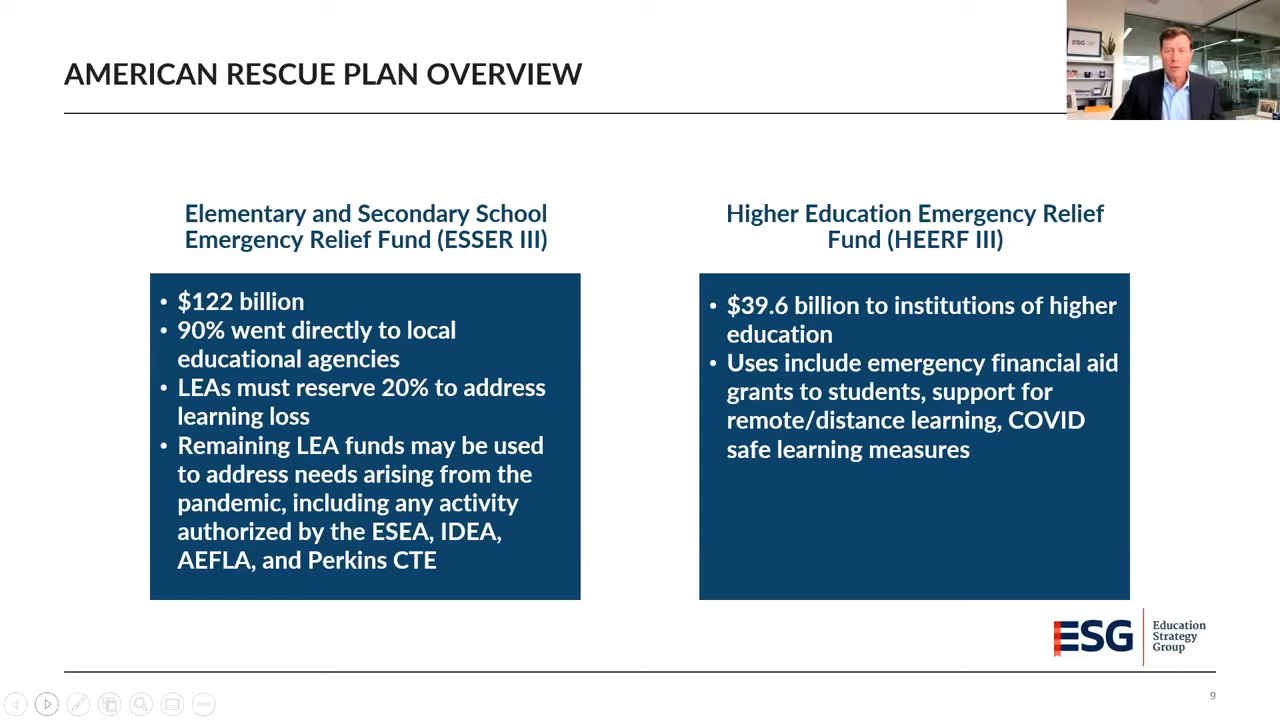 AMERICAN RESCUE PLAN OVERVIEW
ESG
Elementary and Secondary School
Emergency Relief Fund (ESSER III)
• $122 billion
• 90% went directly to local
educational agencies
• LEAs must reserve 20% to address
learning loss
• Remaining LEA funds may be used
to address needs arising from the
pandemic, including any activity
authorized by the ESEA, IDEA,
AEFLA, and Perkins CTE
Higher Education Emergency Relief
Fund (HEERF III)
• $39.6 billion to institutions of higher
education
• Uses include emergency financial aid
grants to students, support for
remote/distance learning, COVID
safe learning measures
ESG
Education
Strategy
Group
9